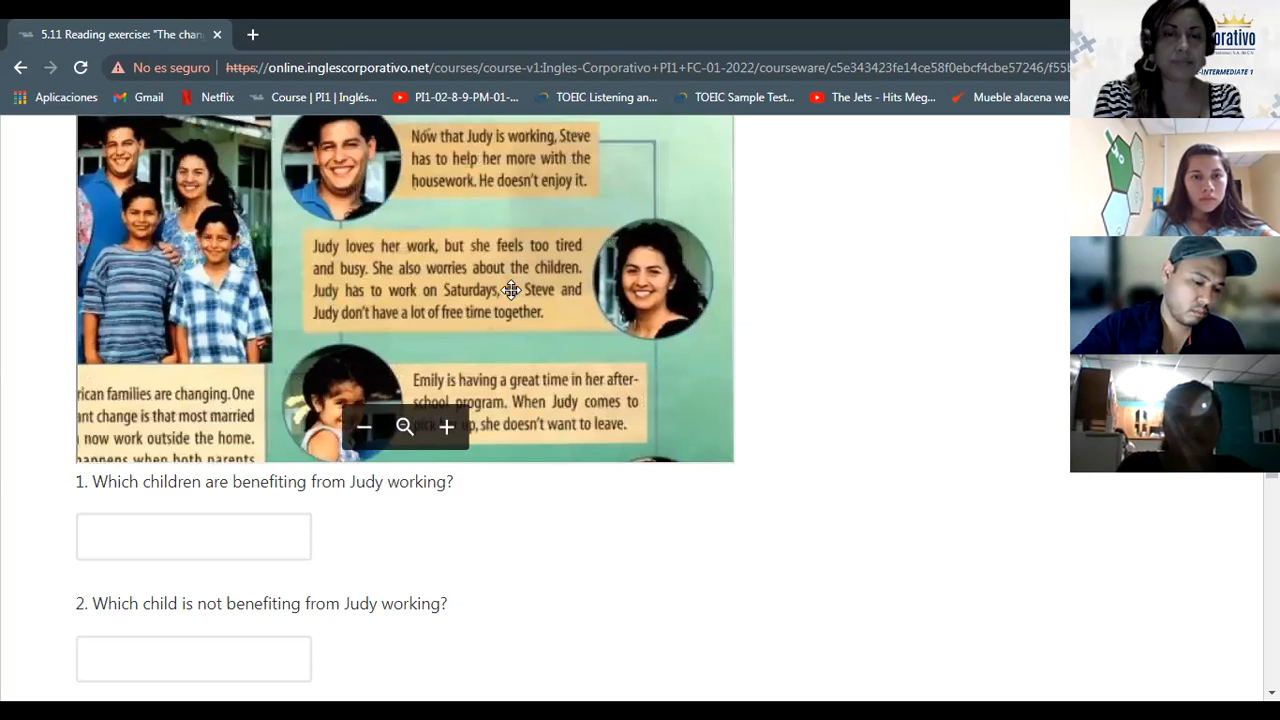 5.11 Reading exercise: "The chan
No es seguro
https://online.inglescorporativo.net/courses/course-v1:Ingles-Corporativo+PI1+FC-01-2022/courseware/c5e343423fe14ce58f0ebcf4cbe57246/f55b
Aplicaciones
Gmail
Netflix
Course | PI1 | Inglés...
PI1-02-8-9-PM-01-...
TOEIC Listening an...
TOEIC Sample Test...
The Jets - Hits Meg...
Mueble alacena we...
orativo
-INTERMEDIATE 1
Now that Judy is working, Steve
has to help her more with the
housework. He doesn't enjoy it.
Judy loves her work, but she feels too tired
and busy. She also worries about the children.
Judy has to work on Saturdays, Steve and
Judy don't have a lot of free time together.
Emily is having a great time in her after-
school program. When Judy comes to
up, she doesn't want to leave.
rican families are changing. One
ant change is that most married
now work outside the home.
happens when both parents
1. Which children are benefiting from Judy working?
2. Which child is not benefiting from Judy working?